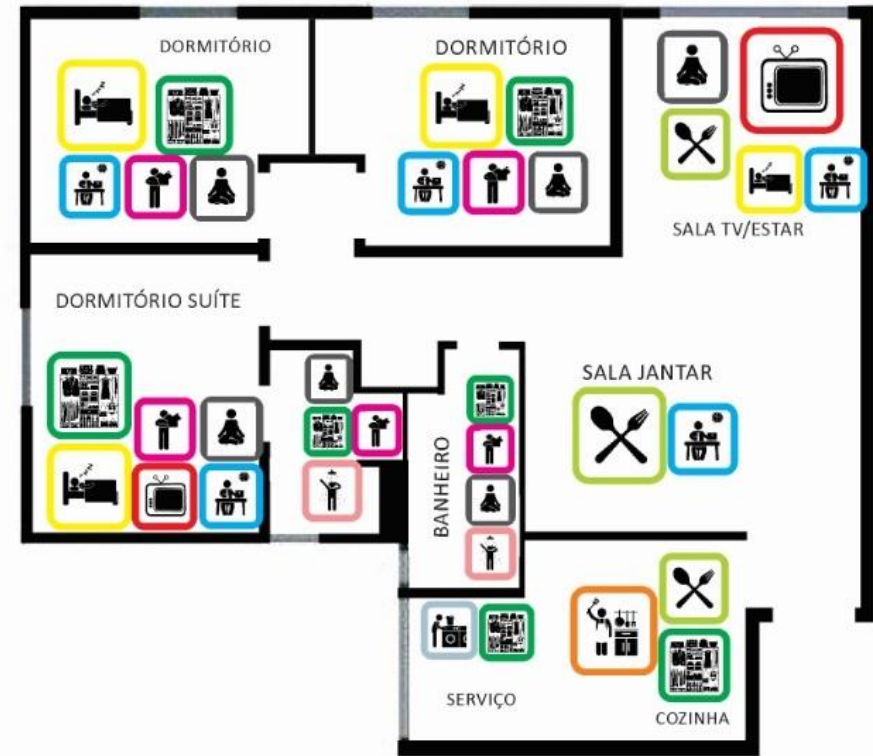 DORMITÓRIO
DORMITÓRIO
SALA TV/ESTAR
DORMITÓRIO SUÍTE
SALA JANTAR
BANHEIRO
SERVIÇO
COZINHA